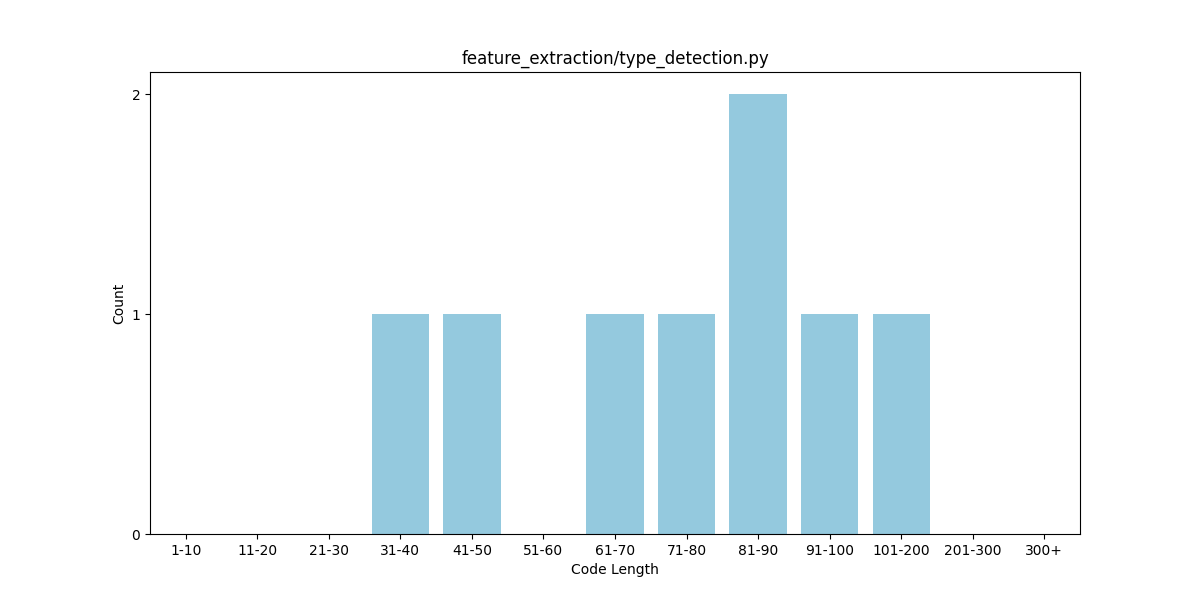 feature_extraction/type_detection.py
2
1
0
Count
1-10 11-20 21-30 31-40 41-50 51-60 61-70 71-80 81-90 91-100 101-200 201-300 300+
Code Length